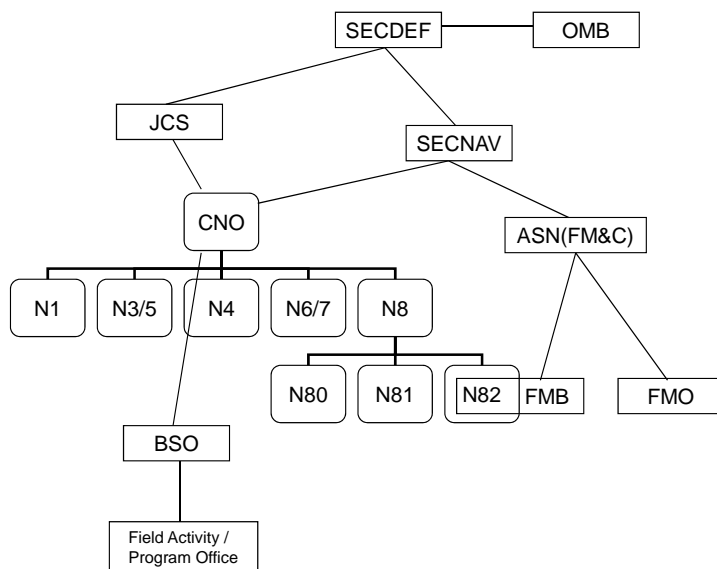 SECDEF
OMB
JCS
SECNAV
CNO
ASN(FM&C)
N1
N3/5
N4
N6/7
N8
N80
N81
N82
FMB
FMO
BSO
Field Activity /
Program Office